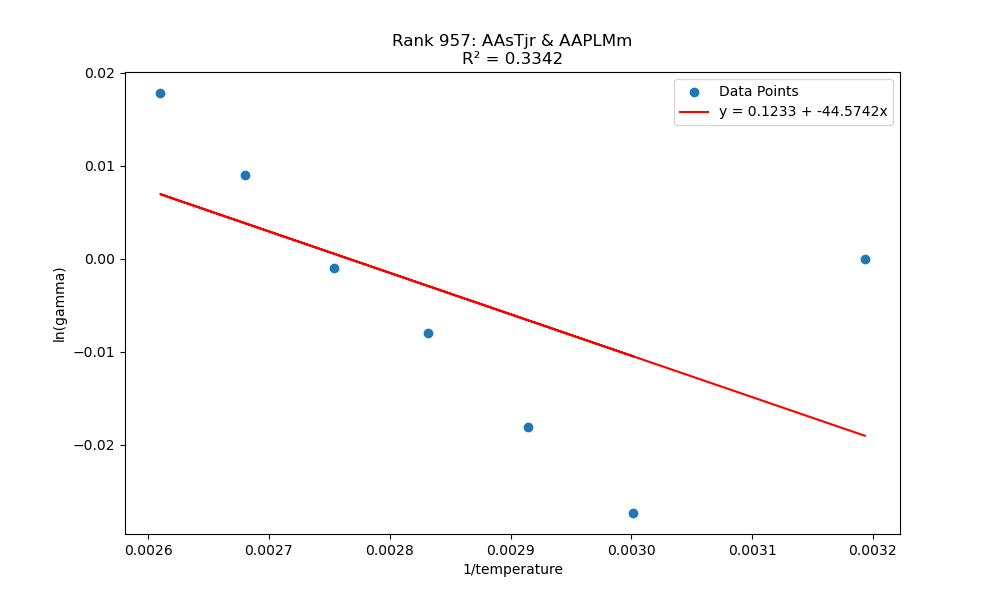 Rank 957: AAsTjr & AAPLMm
R² = 0.3342
Data Points
y = 0.1233 + -44.5742x
0.02
0.01
0.00
−0.01
−0.02
ln(gamma)
0.0026 0.0027 0.0028 0.0029 0.0030 0.0031 0.0032
1/temperature